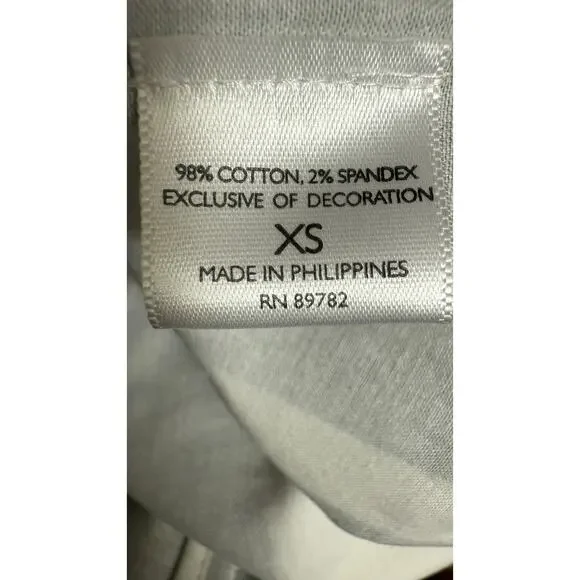 98% COTTON, 2% SPANDEX
EXCLUSIVE OF DECORATION
XS
MADE IN PHILIPPINES
RN 89782